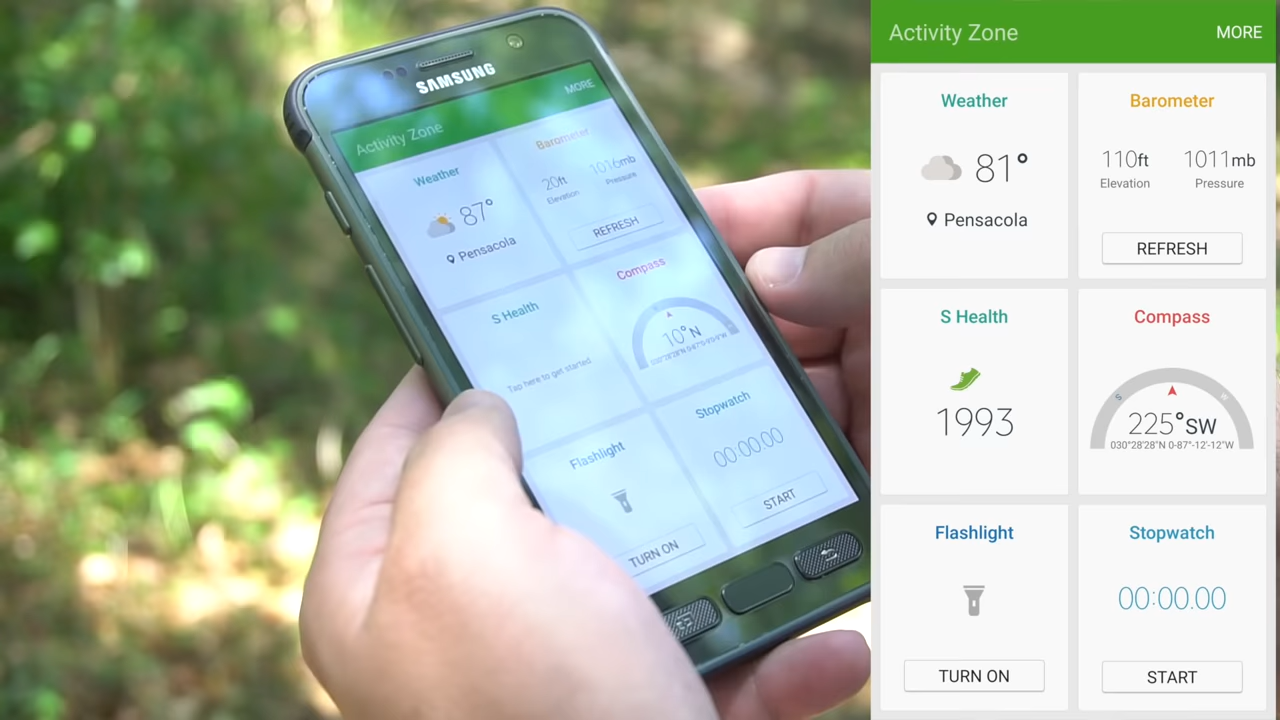 SAMSUNG
Activity Zone
MORE
Weather
87°
Pensacola
Barometer
20ft
1016mb
Elevation
Pressure
REFRESH
S Health
Tap here to get started
Compass
10°N
Flashlight
TURN ON
Stopwatch
00:00.00
START
Activity Zone
MORE
Weather
81°
Pensacola
Barometer
110ft 1011mb
Elevation Pressure
REFRESH
S Health
1993
Compass
S W
225°SW
030°28'28"N 0-87°-12'-12"W
Flashlight
TURN ON
Stopwatch
00:00.00
START